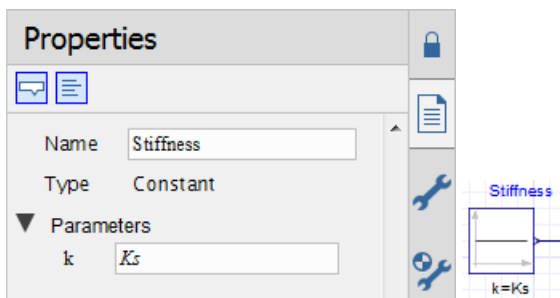 Properties
Name Stiffness
Type Constant
Parameters
k Ks
Stiffness
k=Ks